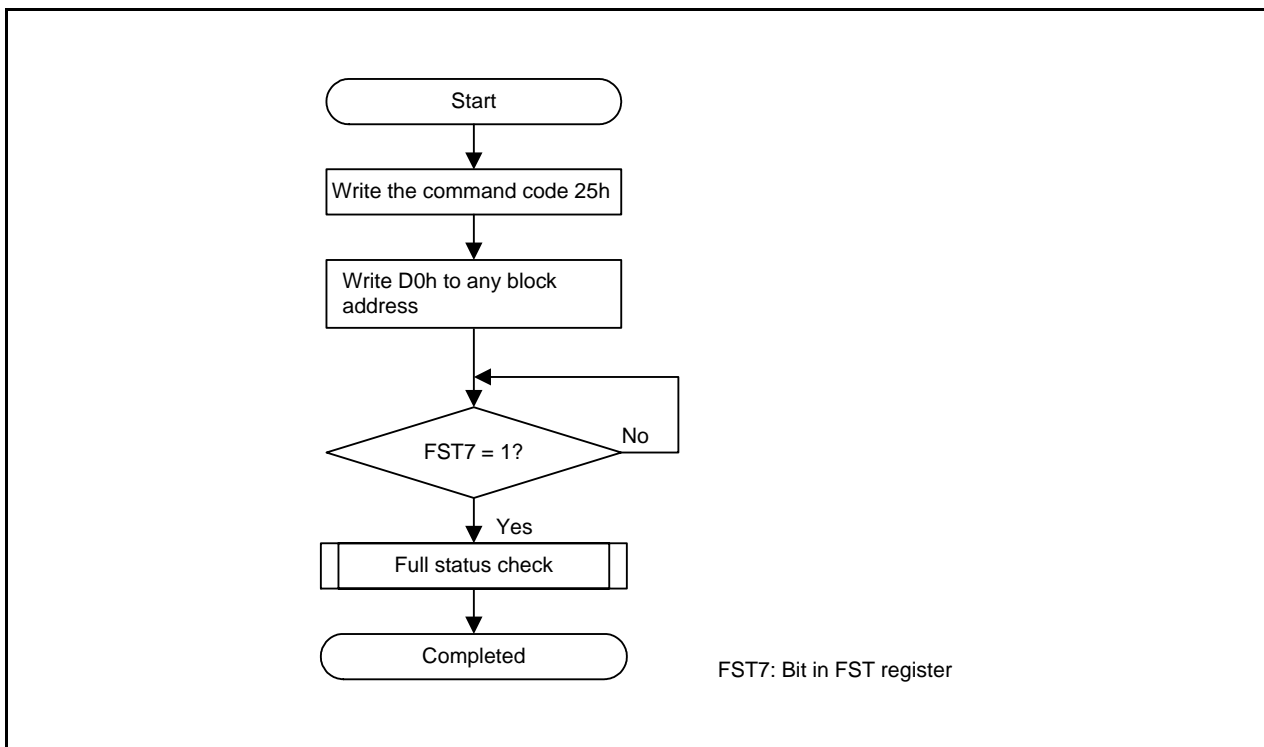 Start
Write the command code 25h
Write D0h to any block
address
FST7 = 1?
No
Yes
Full status check
Completed
FST7: Bit in FST register